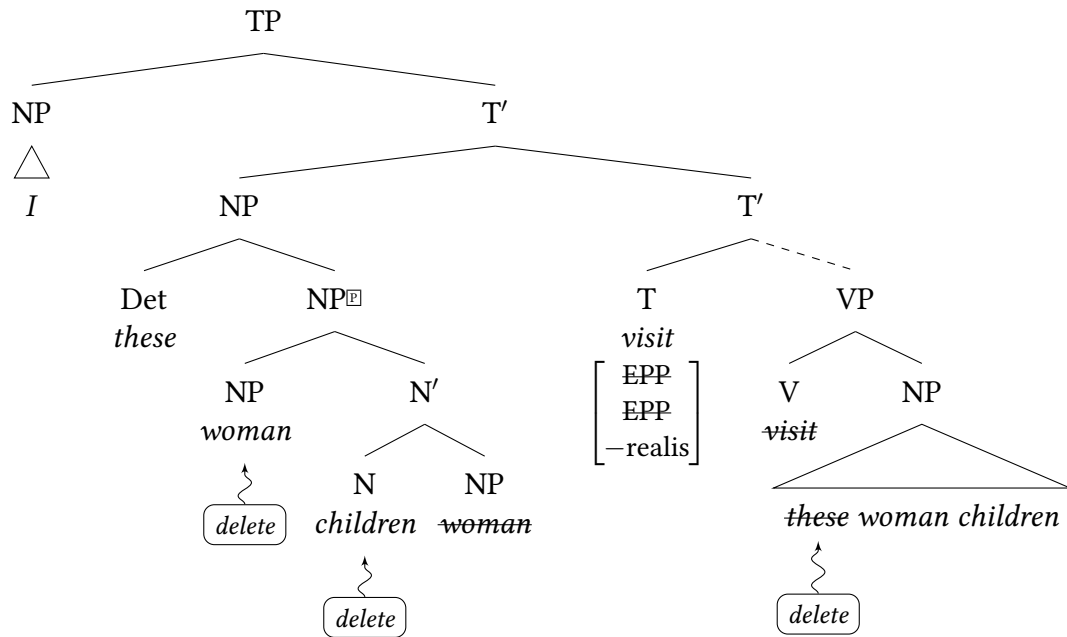 TP
NP T′
I NP T′
Det NP🄿 T VP
these visit
NP N′ EPP V NP
woman EPP visit
−realis
N NP
children woman these woman children
delete
delete delete